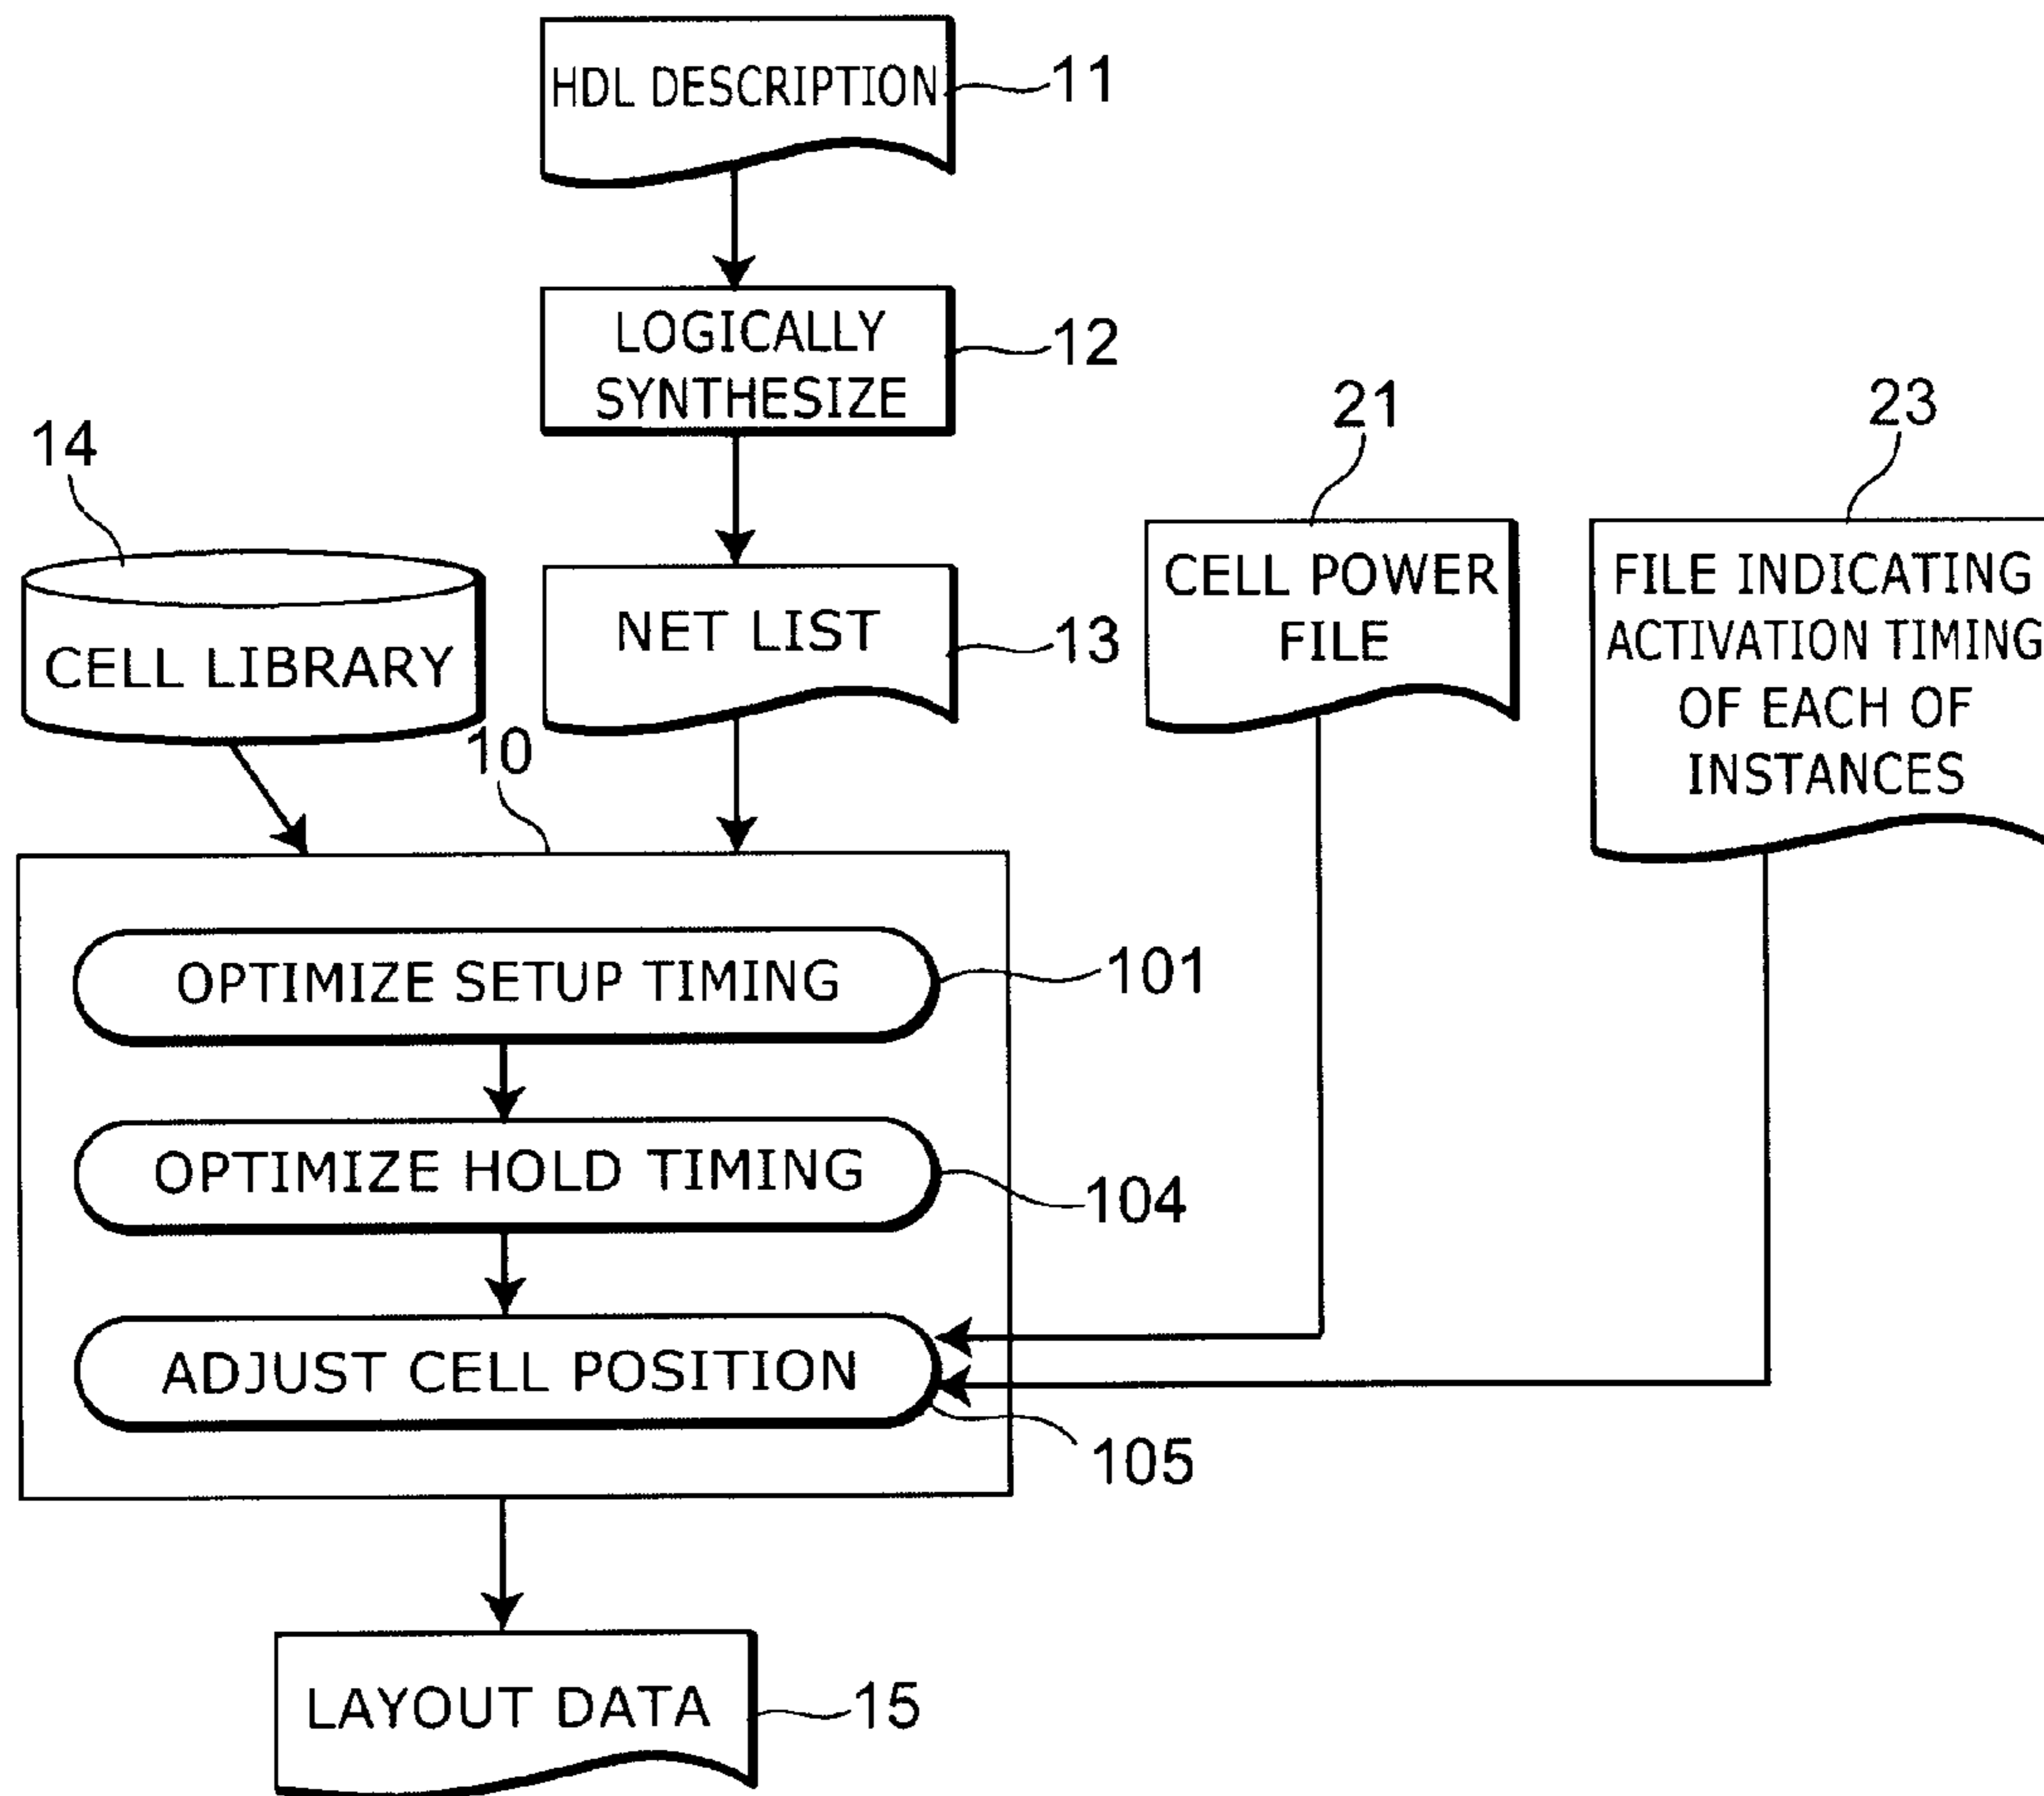 HDL DESCRIPTION
11
LOGICALLY
SYNTHESIZE
12
21
23
14
CELL LIBRARY
NET LIST
13
CELL POWER
FILE
FILE INDICATING
ACTIVATION TIMING
OF EACH OF
INSTANCES
10
OPTIMIZE SETUP TIMING
101
OPTIMIZE HOLD TIMING
104
ADJUST CELL POSITION
105
LAYOUT DATA
15